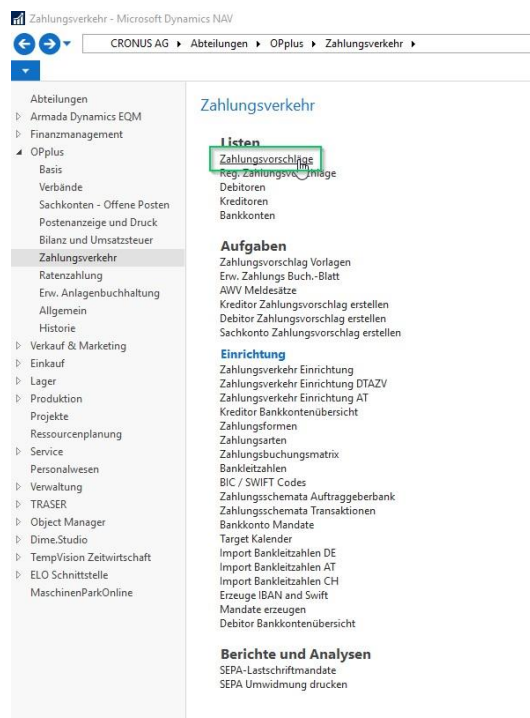 Zahlungsverkehr - Microsoft Dynamics NAV
CRONUS AG ▸ Abteilungen ▸ OPplus ▸ Zahlungsverkehr ▸
Abteilungen
Armada Dynamics EQM
Finanzmanagement
OPplus
Basis
Verbände
Sachkonten - Offene Posten
Postenanzeige und Druck
Bilanz und Umsatzsteuer
Zahlungsverkehr
Ratenzahlung
Erw. Anlagenbuchhaltung
Allgemein
Historie
Verkauf & Marketing
Einkauf
Lager
Produktion
Projekte
Ressourcenplanung
Service
Personalwesen
Verwaltung
TRASER
Object Manager
Dime.Studio
TempVision Zeitwirtschaft
ELO Schnittstelle
MaschinenParkOnline
Zahlungsverkehr
Listen
Zahlungsvorschläge
Reg. Zahlungsvorschläge
Debitoren
Kreditoren
Bankkonten
Aufgaben
Zahlungsvorschlag Vorlagen
Erw. Zahlungs Buch.-Blatt
AWV Meldesätze
Kreditor Zahlungsvorschlag erstellen
Debitor Zahlungsvorschlag erstellen
Sachkonto Zahlungsvorschlag erstellen
Einrichtung
Zahlungsverkehr Einrichtung
Zahlungsverkehr Einrichtung DTAZV
Zahlungsverkehr Einrichtung AT
Kreditor Bankkontenübersicht
Zahlungsformen
Zahlungsarten
Zahlungsbuchungsmatrix
Bankleitzahlen
BIC / SWIFT Codes
Zahlungsschemata Auftraggeberbank
Zahlungsschemata Transaktionen
Bankkonto Mandate
Target Kalender
Import Bankleitzahlen DE
Import Bankleitzahlen AT
Import Bankleitzahlen CH
Erzeuge IBAN and Swift
Mandate erzeugen
Debitor Bankkontenübersicht
Berichte und Analysen
SEPA-Lastschriftmandate
SEPA Umwidmung drucken